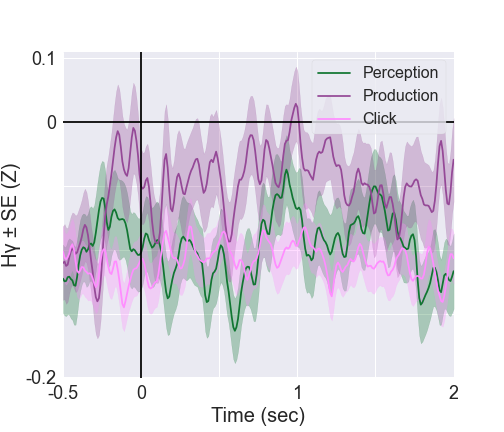 0.1
Perception
Production
Click
0
Hγ ± SE (Z)
-0.2
-0.5 0 1 2
Time (sec)